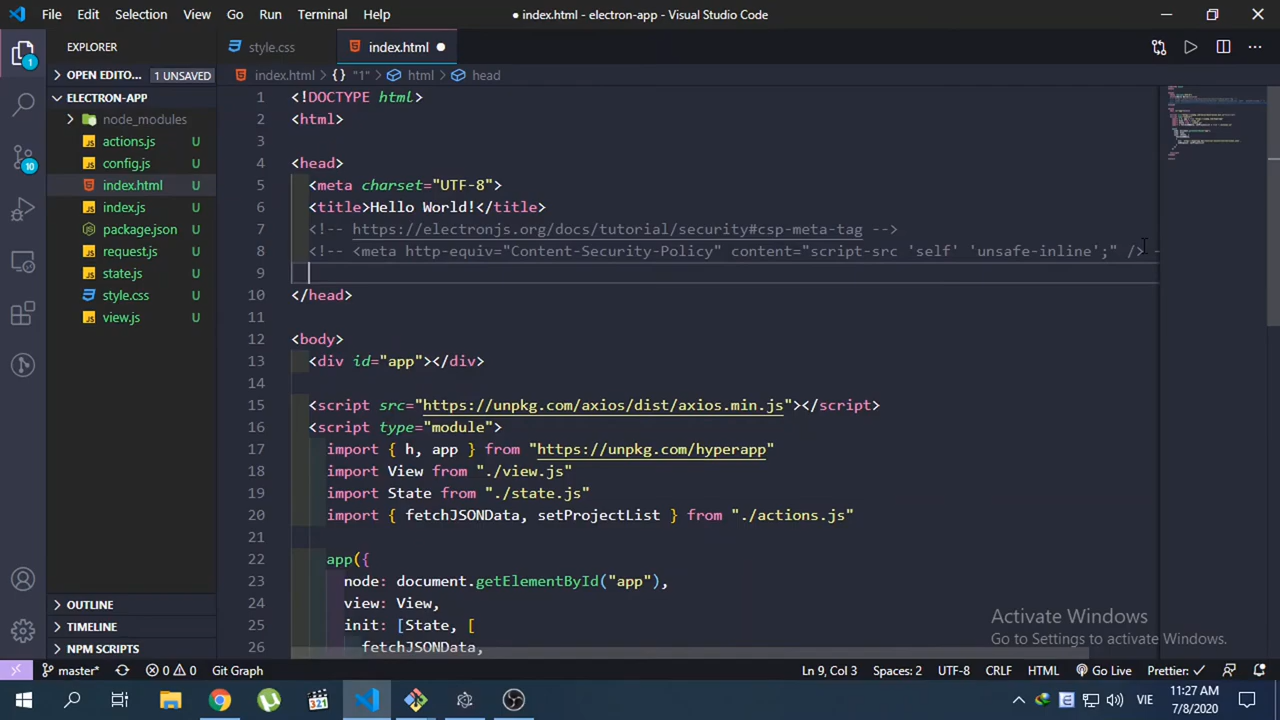 File Edit Selection View Go Run Terminal Help ● index.html - electron-app - Visual Studio Code
EXPLORER
style.css
index.html
OPEN EDITO... 1 UNSAVED
index.html > {} "1" > html > head
ELECTRON-APP
node_modules
actions.js U
config.js U
index.html U
index.js U
package.json U
request.js U
state.js U
style.css U
view.js U
1
10
1 <!DOCTYPE html>
2 <html>
3
4 <head>
5 <meta charset="UTF-8">
6 <title>Hello World!</title>
7 <!-- https://electronjs.org/docs/tutorial/security#csp-meta-tag -->
8 <!-- <meta http-equiv="Content-Security-Policy" content="script-src 'self' 'unsafe-inline';" /> -
9
10 </head>
11
12 <body>
13 <div id="app"></div>
14
15 <script src="https://unpkg.com/axios/dist/axios.min.js"></script>
16 <script type="module">
17 import { h, app } from "https://unpkg.com/hyperapp"
18 import View from "./view.js"
19 import State from "./state.js"
20 import { fetchJSONData, setProjectList } from "./actions.js"
21
22 app({
23 node: document.getElementById("app"),
24 view: View,
25 init: [State, [
26 fetchJSONData,
OUTLINE
TIMELINE
NPM SCRIPTS
Activate Windows
Go to Settings to activate Windows.
master* 0 0 Git Graph Ln 9, Col 3 Spaces: 2 UTF-8 CRLF HTML Go Live Prettier: ✓
321
E
VIE
11:27 AM
7/8/2020